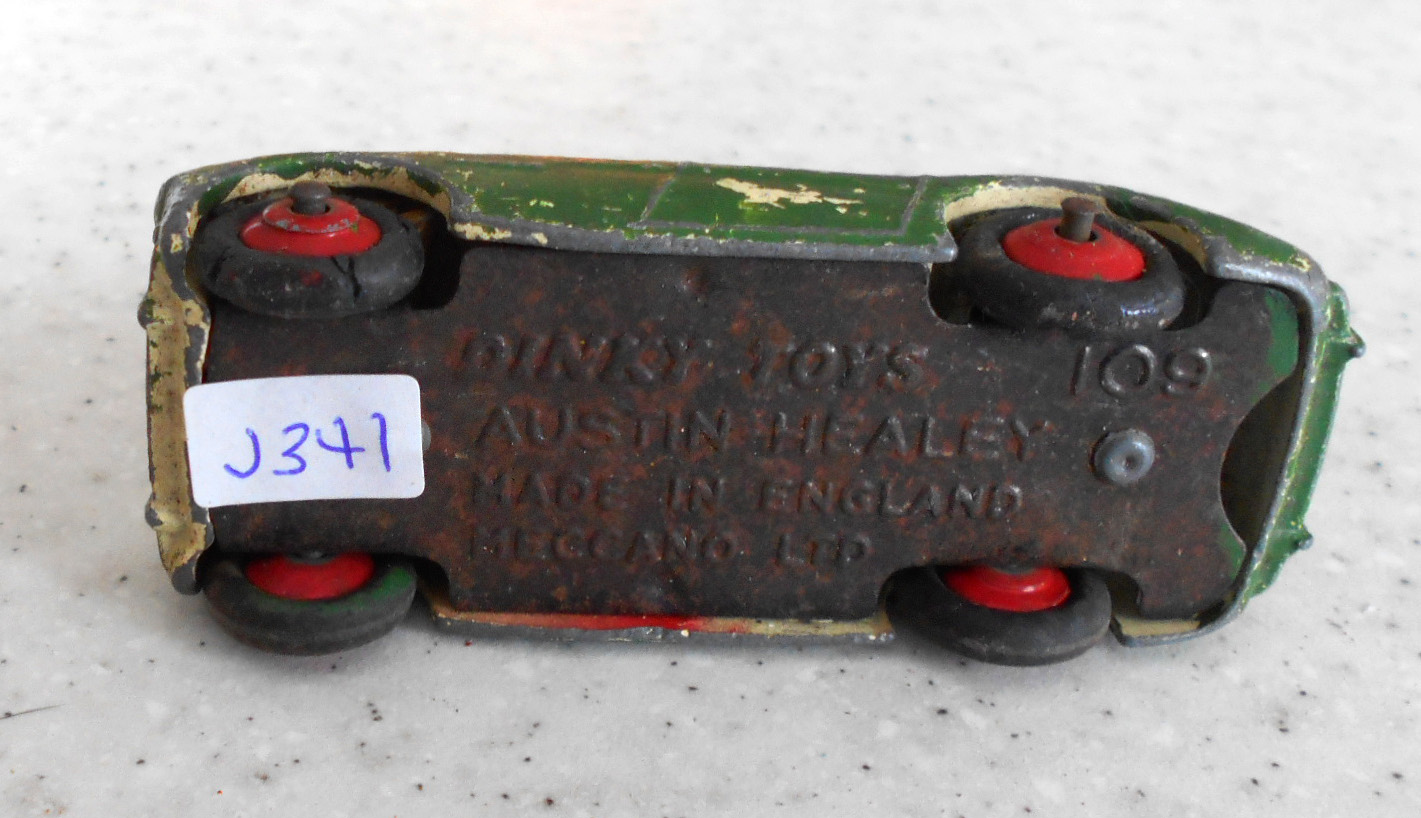 DINKY TOYS 109
AUSTIN HEALEY
MADE IN ENGLAND
MECCANO LTD
J341